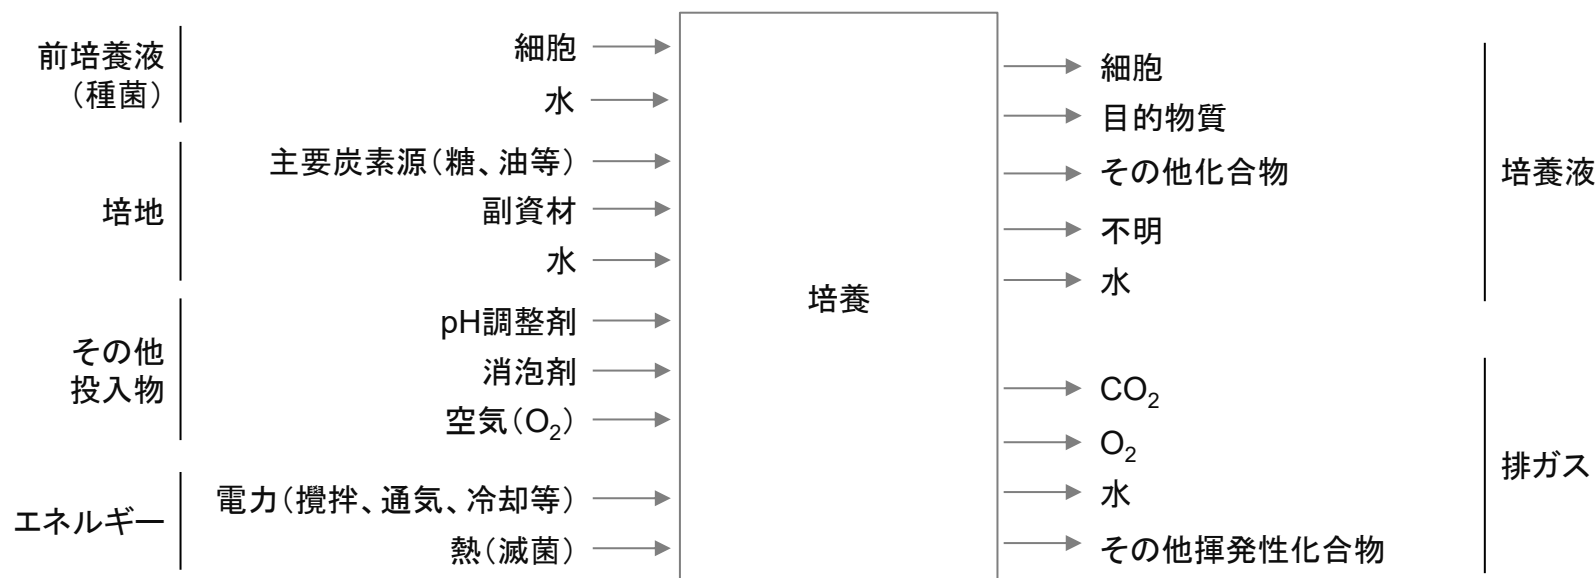 前培養液
（種菌）
細胞
水
培地
主要炭素源（糖、油等）
副資材
水
その他
投入物
pH調整剤
消泡剤
空気（O₂）
エネルギー
電力（攪拌、通気、冷却等）
熱（滅菌）
培養
細胞
目的物質
その他化合物
不明
水
培養液
CO₂
O₂
水
その他揮発性化合物
排ガス